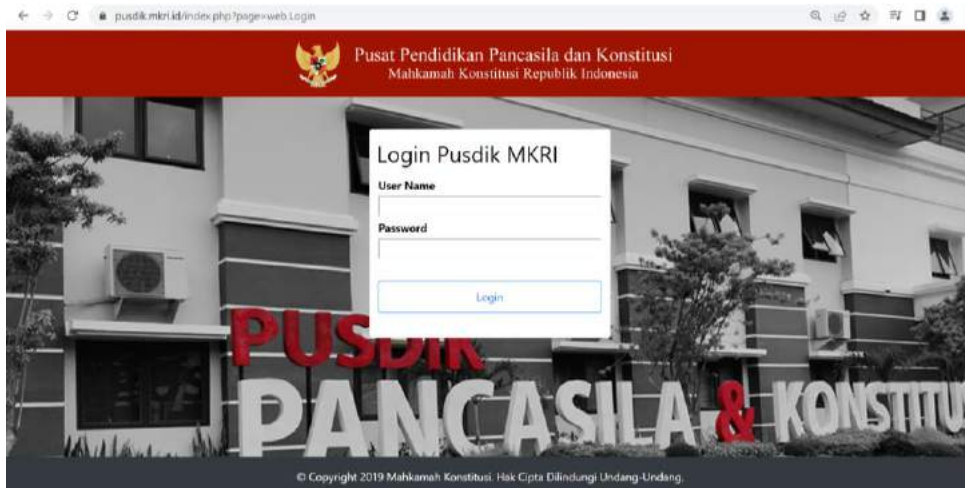 pusdik.mkri.id/index.php?page=web.Login
Pusat Pendidikan Pancasila dan Konstitusi
Mahkamah Konstitusi Republik Indonesia
Login Pusdik MKRI
User Name
Password
Login
PUSDIK
PANCASILA & KONSTITU
© Copyright 2019 Mahkamah Konstitusi. Hak Cipta Dilindungi Undang-Undang.